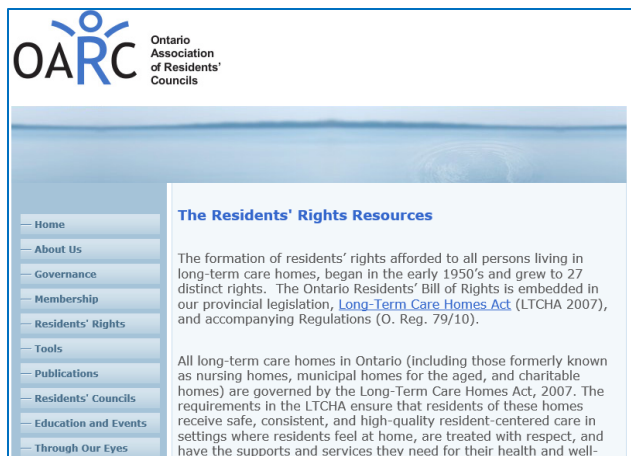 OARC
Ontario
Association
of Residents'
Councils
Home
About Us
Governance
Membership
Residents' Rights
Tools
Publications
Residents' Councils
Education and Events
Through Our Eyes
The Residents' Rights Resources
The formation of residents’ rights afforded to all persons living in
long-term care homes, began in the early 1950’s and grew to 27
distinct rights.  The Ontario Residents’ Bill of Rights is embedded in
our provincial legislation, Long-Term Care Homes Act (LTCHA 2007),
and accompanying Regulations (O. Reg. 79/10).
All long-term care homes in Ontario (including those formerly known
as nursing homes, municipal homes for the aged, and charitable
homes) are governed by the Long-Term Care Homes Act, 2007. The
requirements in the LTCHA ensure that residents of these homes
receive safe, consistent, and high-quality resident-centered care in
settings where residents feel at home, are treated with respect, and
have the supports and services they need for their health and well-